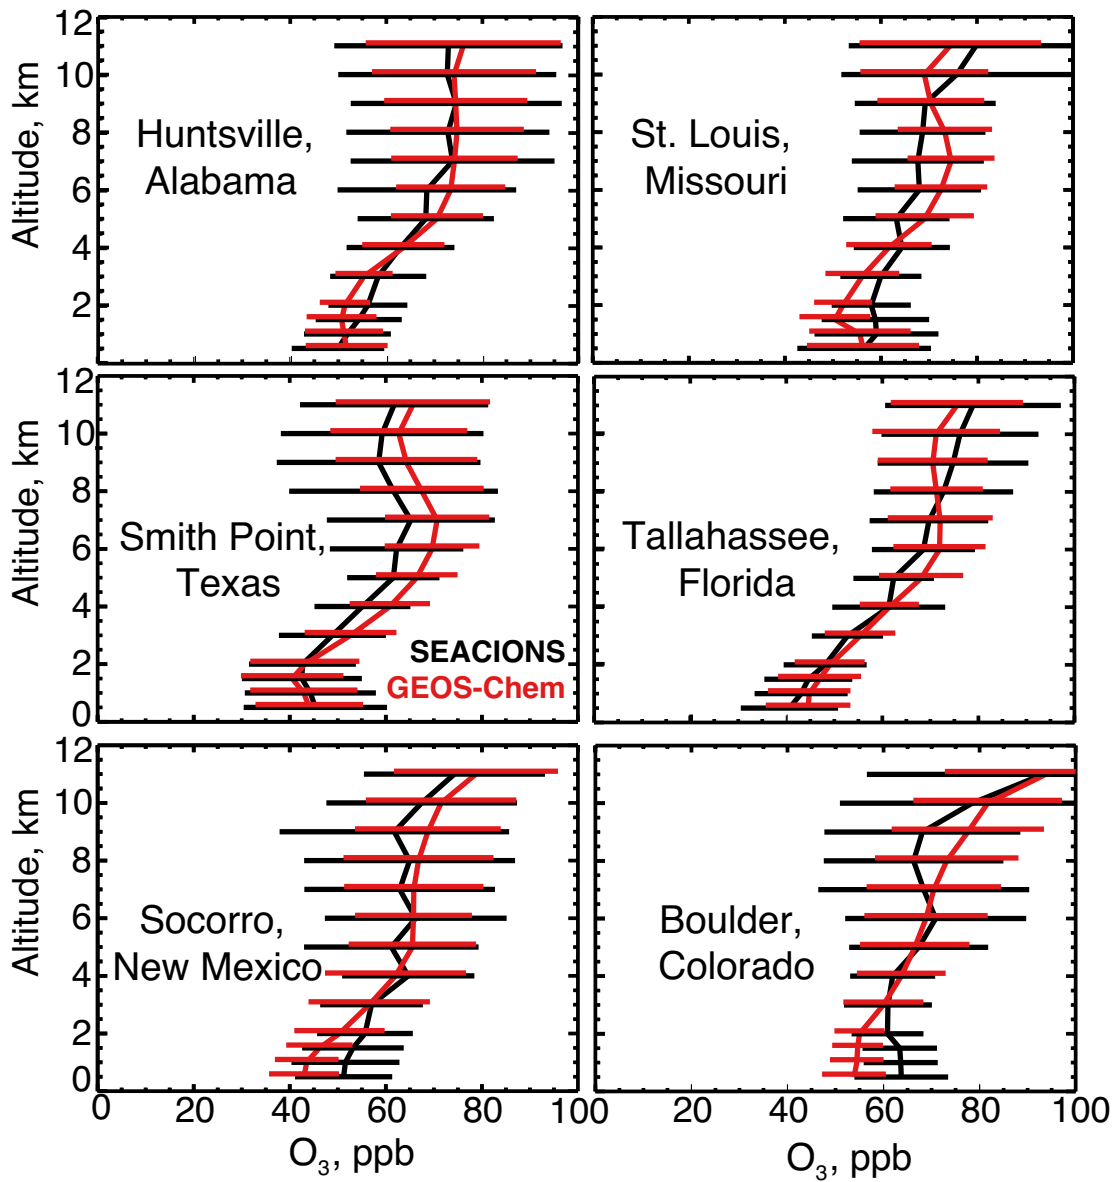 12
10
8
6
4
2
Altitude, km
Huntsville,
Alabama
St. Louis,
Missouri
12
10
8
6
4
2
0
Altitude, km
Smith Point,
Texas
SEACIONS
GEOS-Chem
Tallahassee,
Florida
12
10
8
6
4
2
0
Altitude, km
Socorro,
New Mexico
Boulder,
Colorado
0 20 40 60 80 100
O3, ppb
20 40 60 80 100
O3, ppb